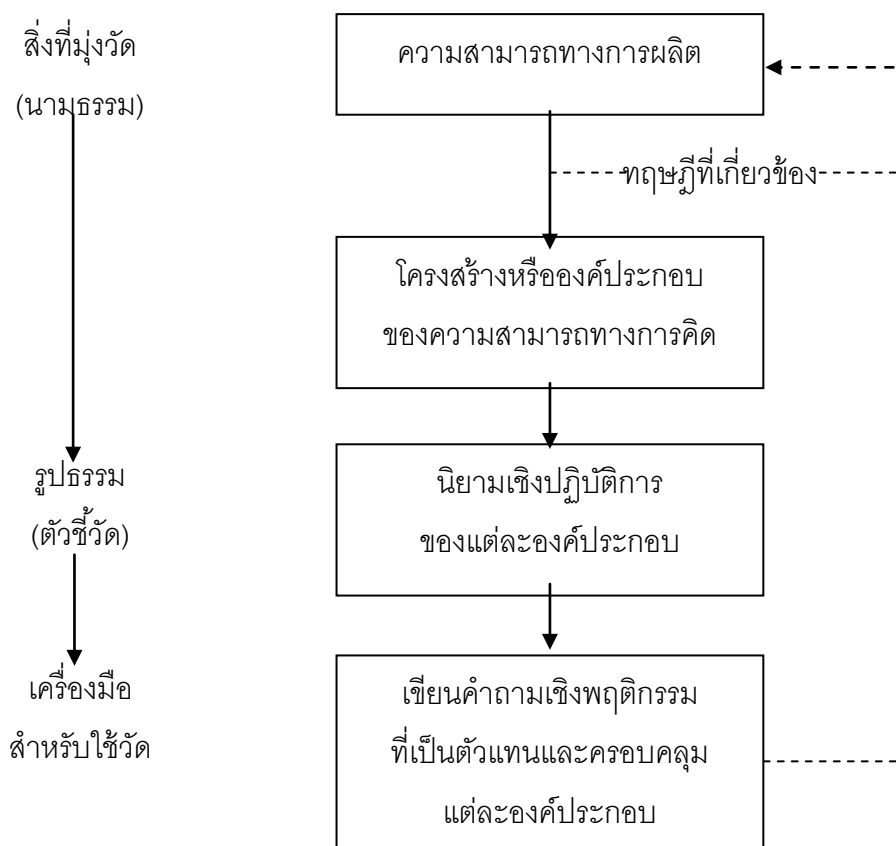 สิ่งที่มุ่งวัด
(นามธรรม)
ความสามารถทางการผลิต
ทฤษฎีที่เกี่ยวข้อง
โครงสร้างหรือองค์ประกอบ
ของความสามารถทางการคิด
รูปธรรม
(ตัวชี้วัด)
นิยามเชิงปฏิบัติการ
ของแต่ละองค์ประกอบ
เครื่องมือ
สำหรับใช้วัด
เขียนคำถามเชิงพฤติกรรม
ที่เป็นตัวแทนและครอบคลุม
แต่ละองค์ประกอบ